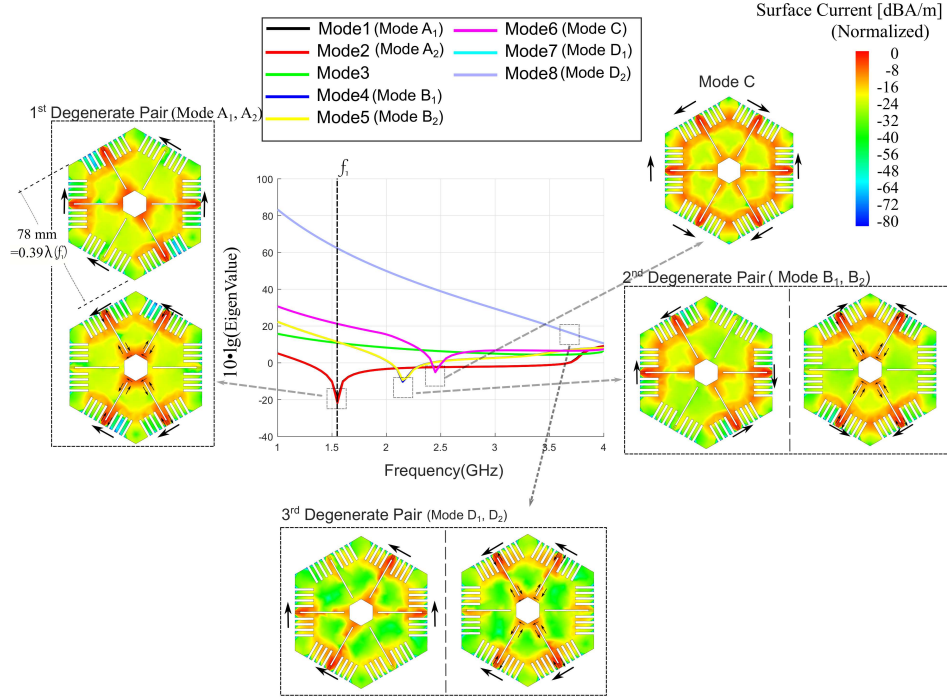 Surface Current [dBA/m]
(Normalized)
0
-8
-16
-24
-32
-40
-48
-56
-64
-72
-80
Mode1 (Mode A₁)
Mode2 (Mode A₂)
Mode3
Mode4 (Mode B₁)
Mode5 (Mode B₂)
Mode6 (Mode C)
Mode7 (Mode D₁)
Mode8 (Mode D₂)
Mode C
1ˢᵗ Degenerate Pair (Mode A₁, A₂)
78 mm
=0.39λ(f₁)
f₁
100
80
60
40
20
0
-20
-40
10•lg(EigenValue)
1
1.5
2
2.5
3
3.5
4
Frequency(GHz)
2ⁿᵈ Degenerate Pair ( Mode B₁, B₂)
3ʳᵈ Degenerate Pair (Mode D₁, D₂)